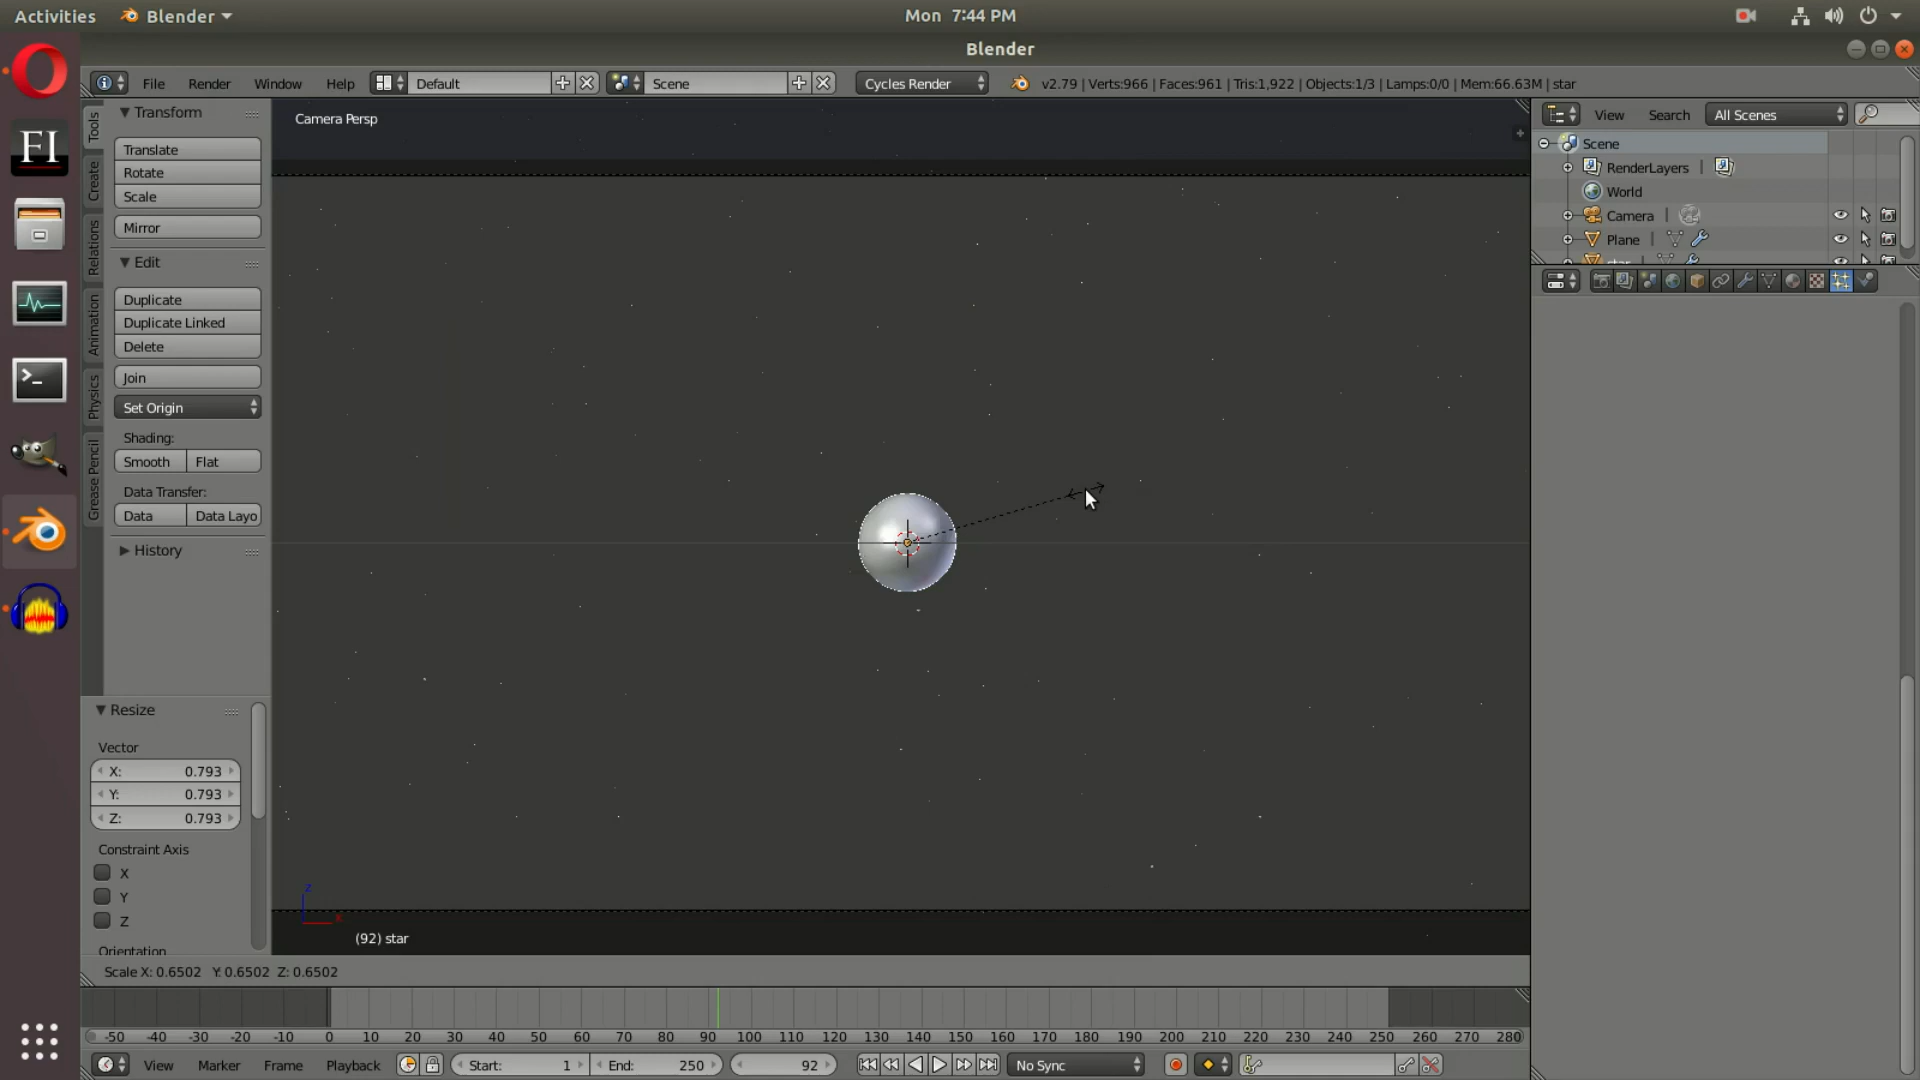 Activities Blender Mon 7:44 PM
Blender
File Render Window Help Default Scene Cycles Render v2.79 | Verts:966 | Faces:961 | Tris:1,922 | Objects:1/3 | Lamps:0/0 | Mem:66.63M | star
Tools
Create
Relations
Animation
Physics
Grease Pencil
Transform
Translate
Rotate
Scale
Mirror
Edit
Duplicate
Duplicate Linked
Delete
Join
Set Origin
Shading:
Smooth Flat
Data Transfer:
Data Data Layo
History
Resize
Vector
X: 0.793
Y: 0.793
Z: 0.793
Constraint Axis
X
Y
Z
Orientation
FI
Camera Persp
z
x
(92) star
View Search All Scenes
Scene
RenderLayers |
World
Camera |
Plane |
star
Scale X: 0.6502 Y: 0.6502 Z: 0.6502
-50 -40 -30 -20 -10 0 10 20 30 40 50 60 70 80 90 100 110 120 130 140 150 160 170 180 190 200 210 220 230 240 250 260 270 280
View Marker Frame Playback Start: 1 End: 250 92 No Sync